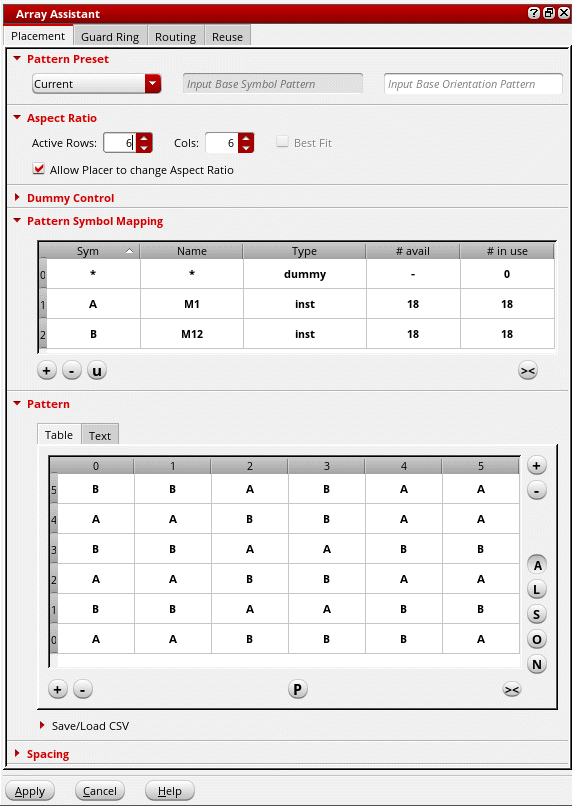 Array Assistant
Placement Guard Ring Routing Reuse
Pattern Preset
Current Input Base Symbol Pattern Input Base Orientation Pattern
Aspect Ratio
Active Rows: 6 Cols: 6 Best Fit
Allow Placer to change Aspect Ratio
Dummy Control
Pattern Symbol Mapping
Sym Name Type # avail # in use
0 * * dummy - 0
1 A M1 inst 18 18
2 B M12 inst 18 18
+ - u ><
Pattern
Table Text
0 1 2 3 4 5 +
5 B B A B A A -
4 A A B B A A
3 B B A A B B
2 A A B B A A A
1 B B A A B B L
S
0 A A B B B A O
N
+ - P ><
Save/Load CSV
Spacing
Apply Cancel Help